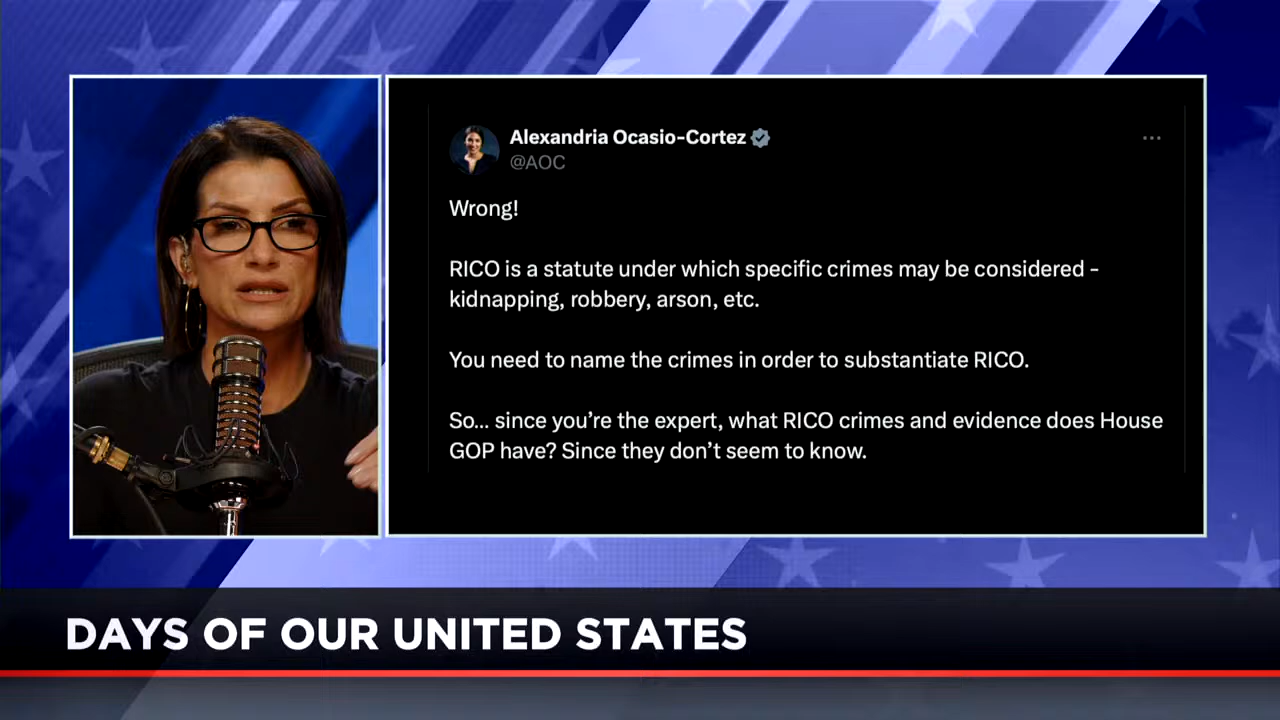 Alexandria Ocasio-Cortez
@AOC
Wrong!
RICO is a statute under which specific crimes may be considered -
kidnapping, robbery, arson, etc.
You need to name the crimes in order to substantiate RICO.
So... since you're the expert, what RICO crimes and evidence does House
GOP have? Since they don't seem to know.
DAYS OF OUR UNITED STATES